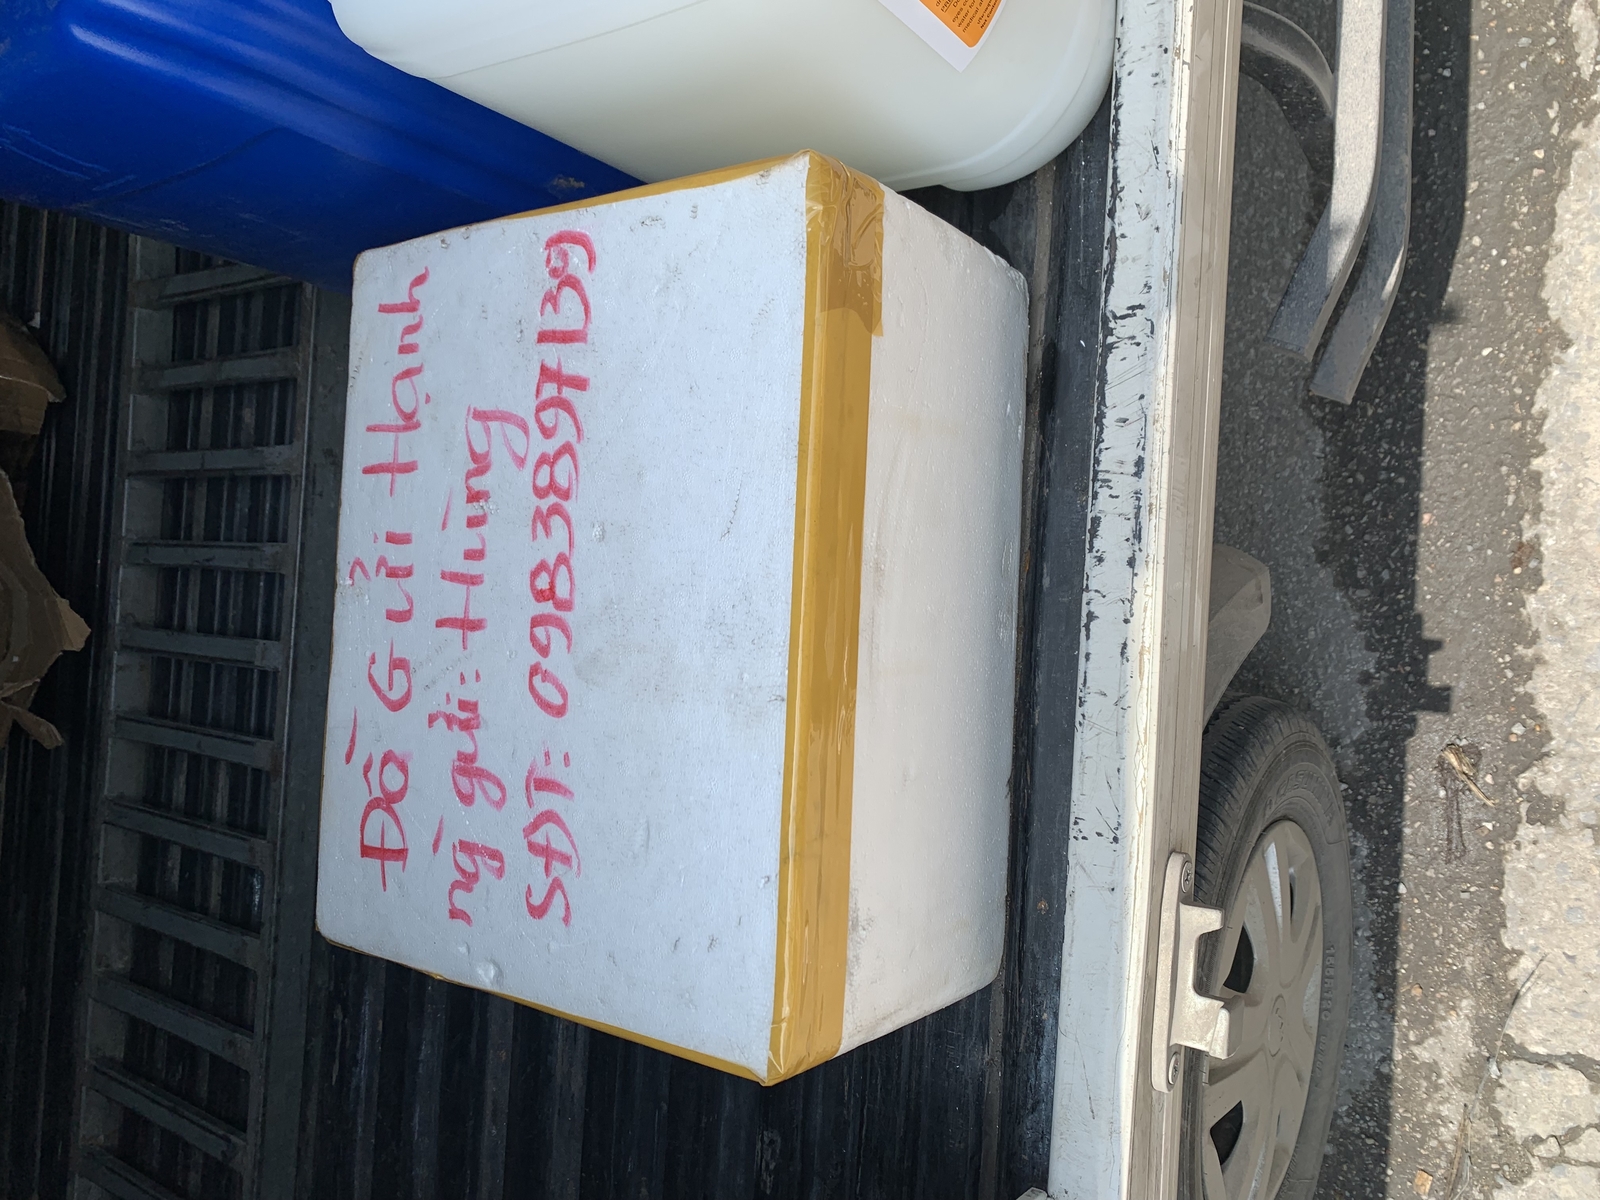 Đồ Gửi Hạnh
ng gửi: Hùng
SĐT: 0983897139